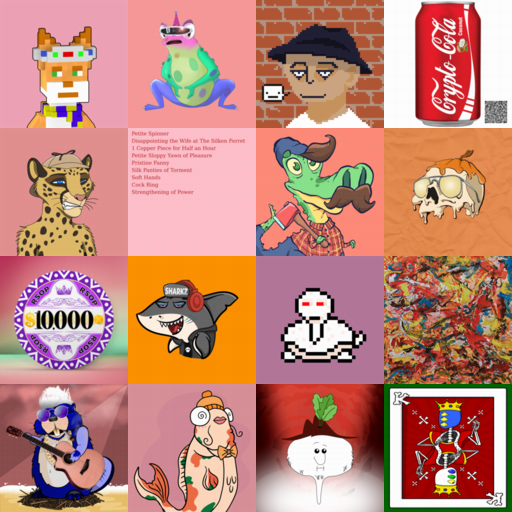 Crypto-Cola
Petite Spinner
Disappointing the Wife at The Silken Ferret
1 Copper Piece for Half an Hour
Petite Sloppy Yawn of Pleasure
Pristine Fanny
Silk Panties of Torment
Soft Hands
Cock Ring
Strengthening of Power
RSOP
RSOP
$10,000
RSOP
RSOP
SHARKZ
K
K